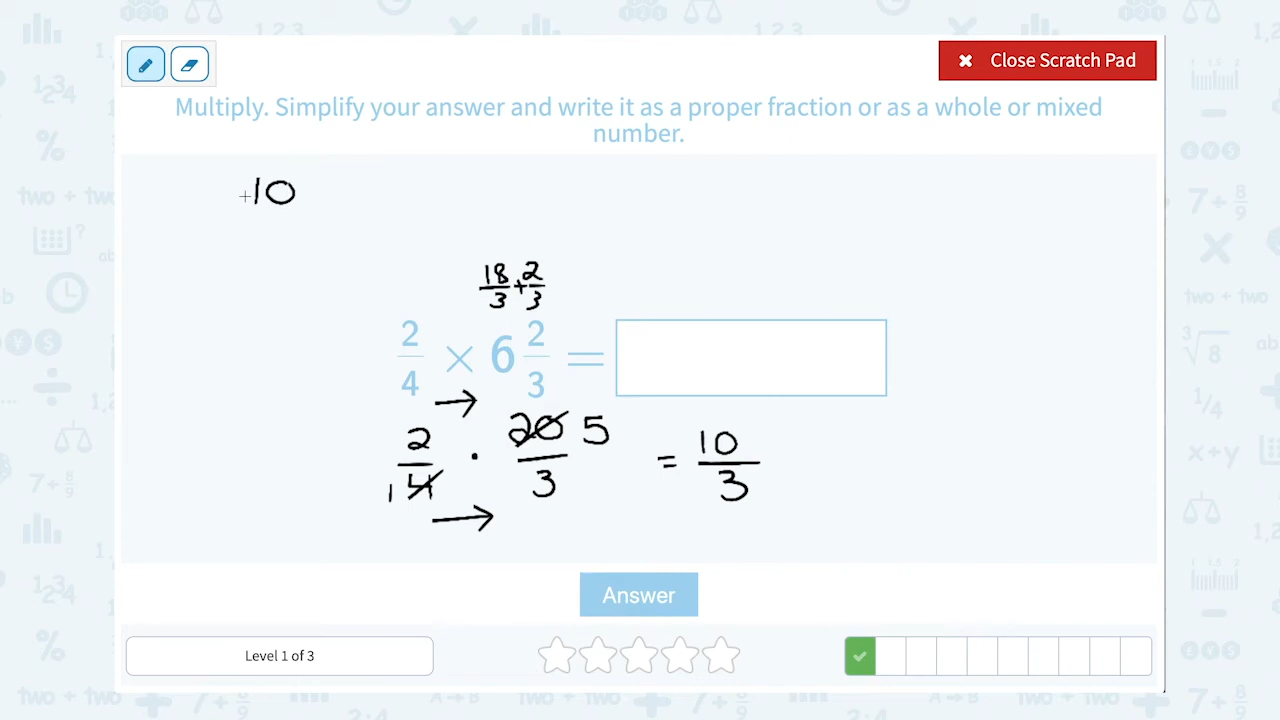 Close Scratch Pad
Multiply. Simplify your answer and write it as a proper fraction or as a whole or mixed
number.
10
18/3 + 2/3
2/4 × 6 2/3 =
→
2/4 · 20/3 5 = 10/3
1
→
Answer
Level 1 of 3